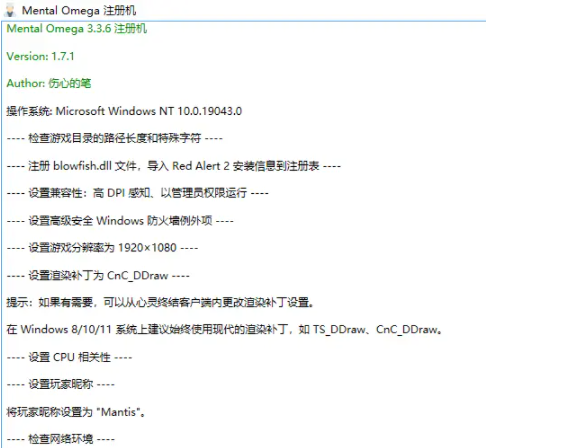 Mental Omega 注册机
Mental Omega 3.3.6 注册机
Version: 1.7.1
Author: 伤心的笔
操作系统: Microsoft Windows NT 10.0.19043.0
---- 检查游戏目录的路径长度和特殊字符 ----
---- 注册 blowfish.dll 文件，导入 Red Alert 2 安装信息到注册表 ----
---- 设置兼容性：高 DPI 感知、以管理员权限运行 ----
---- 设置高级安全 Windows 防火墙例外项 ----
---- 设置游戏分辨率为 1920×1080 ----
---- 设置渲染补丁为 CnC_DDraw ----
提示：如果有需要，可以从心灵终结客户端内更改渲染补丁设置。
在 Windows 8/10/11 系统上建议始终使用现代的渲染补丁，如 TS_DDraw、CnC_DDraw。
---- 设置 CPU 相关性 ----
---- 设置玩家昵称 ----
将玩家昵称设置为 "Mantis"。
---- 检查网络环境 ----